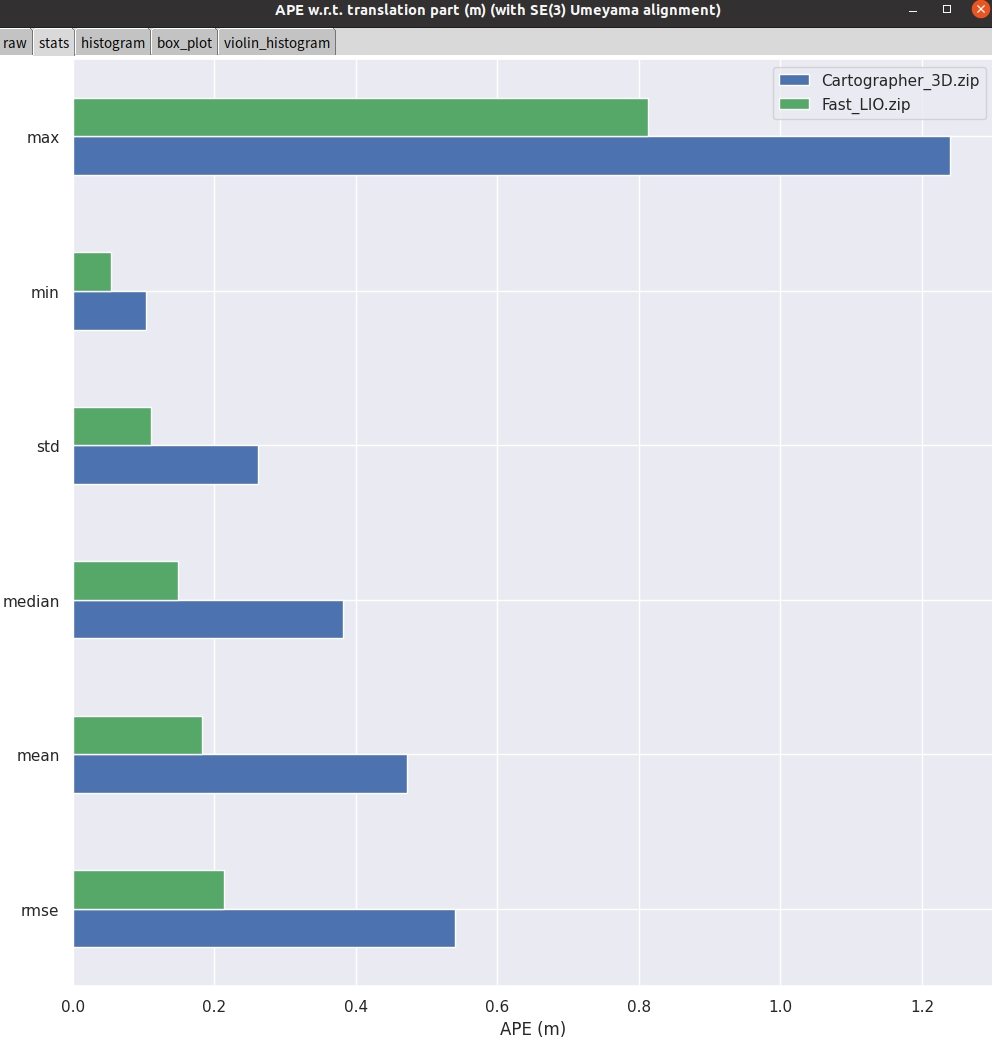 APE w.r.t. translation part (m) (with SE(3) Umeyama alignment)
raw stats histogram box_plot violin_histogram
Cartographer_3D.zip
Fast_LIO.zip
max
min
std
median
mean
rmse
0.0 0.2 0.4 0.6 0.8 1.0 1.2
APE (m)